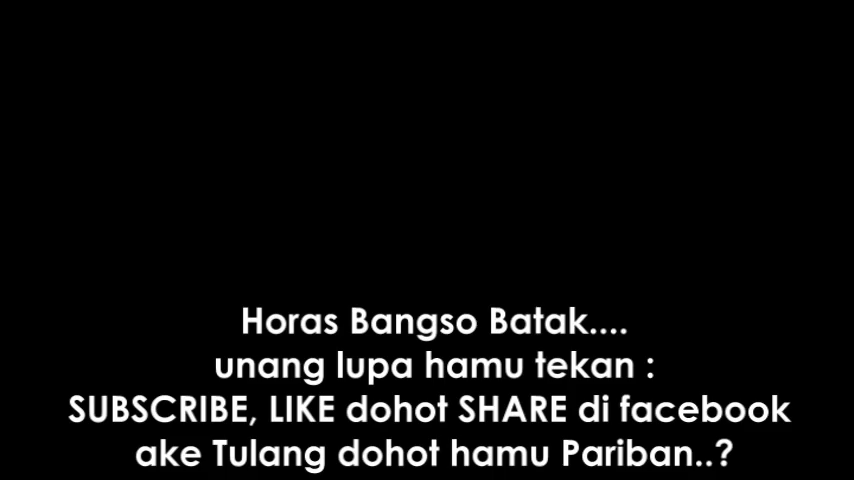 Horas Bangso Batak....
unang lupa hamu tekan :
SUBSCRIBE, LIKE dohot SHARE di facebook
ake Tulang dohot hamu Pariban..?